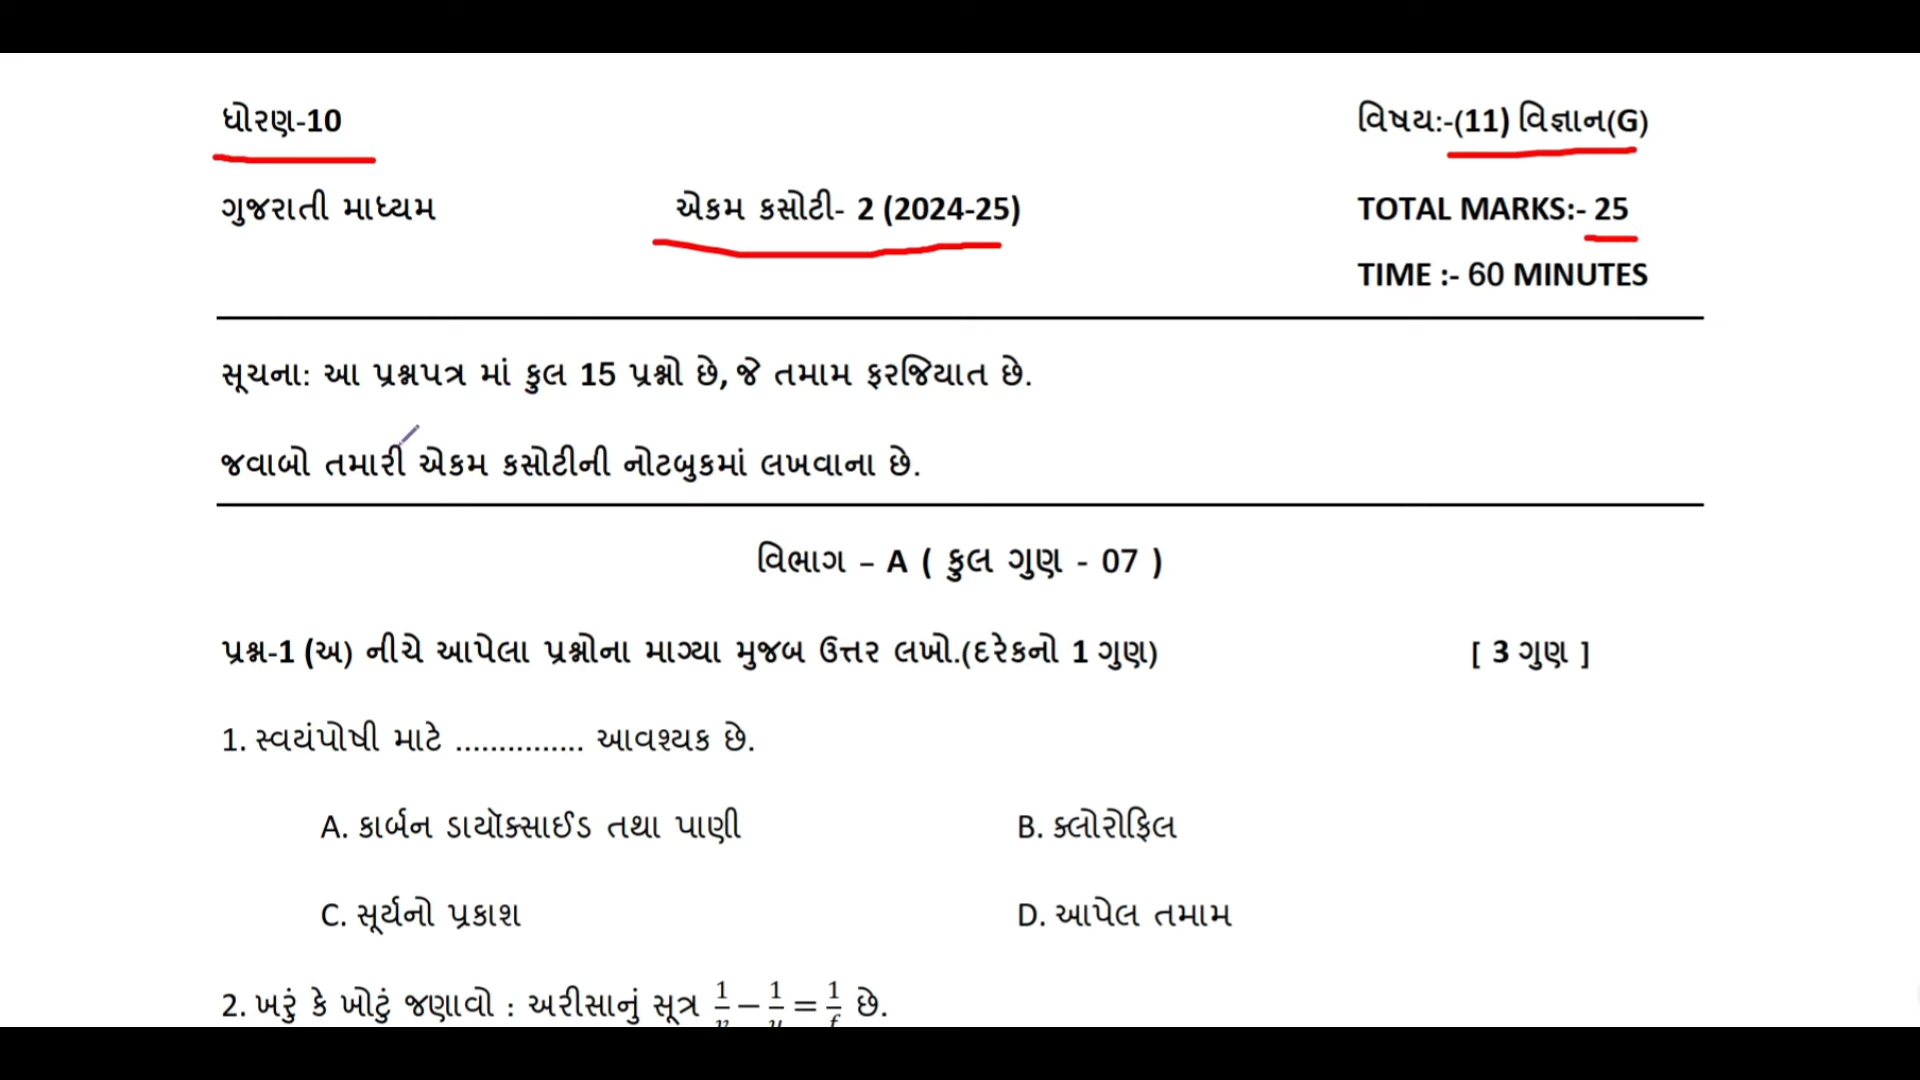 ધોરણ-10 વિષય:-(11) વિજ્ઞાન(G)
ગુજરાતી માધ્યમ એકમ કસોટી- 2 (2024-25) TOTAL MARKS:- 25
TIME :- 60 MINUTES
સૂચના: આ પ્રશ્નપત્ર માં કુલ 15 પ્રશ્નો છે, જે તમામ ફરજિયાત છે.
જવાબો તમારી એકમ કસોટીની નોટબુકમાં લખવાના છે.
વિભાગ – A ( કુલ ગુણ - 07 )
પ્રશ્ન-1 (અ) નીચે આપેલા પ્રશ્નોના માગ્યા મુજબ ઉત્તર લખો.(દરેકનો 1 ગુણ) [ 3 ગુણ ]
1. સ્વયંપોષી માટે ............... આવશ્યક છે.
A. કાર્બન ડાયૉક્સાઈડ તથા પાણી B. ક્લોરોફિલ
C. સૂર્યનો પ્રકાશ D. આપેલ તમામ
2. ખરું કે ખોટું જણાવો : અરીસાનું સૂત્ર 1/v − 1/u = 1/f છે.